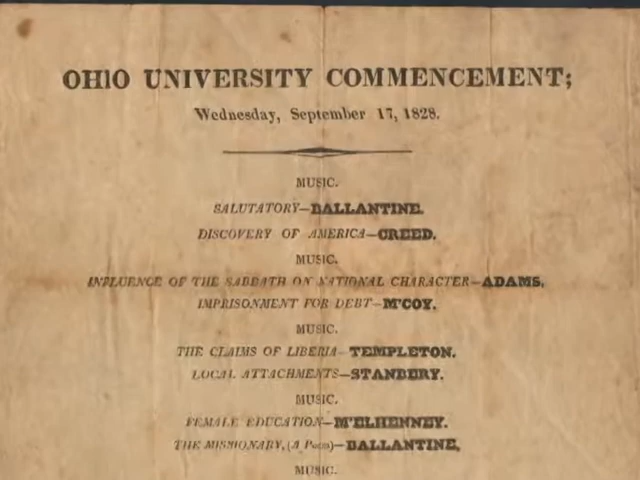 OHIO UNIVERSITY COMMENCEMENT;
Wednesday, September 17, 1828.
MUSIC.
SALUTATORY—BALLANTINE.
DISCOVERY OF AMERICA—CREED.
MUSIC.
INFLUENCE OF THE SABBATH ON NATIONAL CHARACTER—ADAMS.
IMPRISONMENT FOR DEBT—M'COY.
MUSIC.
THE CLAIMS OF LIBERIA—TEMPLETON.
LOCAL ATTACHMENTS—STANBERY.
MUSIC.
FEMALE EDUCATION—M'ELHENNEY.
THE MISSIONARY, (A Poem)—BALLANTINE,
MUSIC.